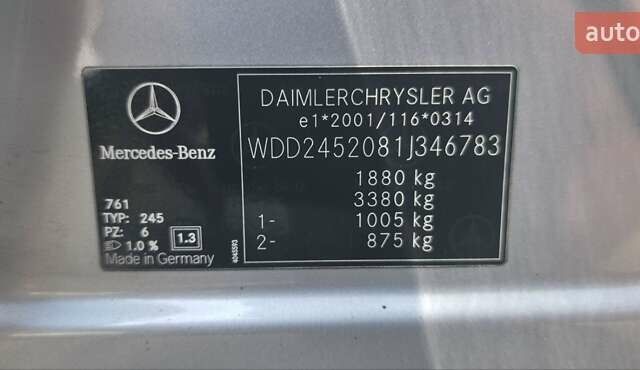 auto
DAIMLERCHRYSLER AG
e1*2001/116*0314
WDD2452081J346783
1880 kg
3380 kg
1- 1005 kg
2- 875 kg
Mercedes-Benz
761
TYP: 245
PZ: 6
1.0 % 1.3
Made in Germany
4045593